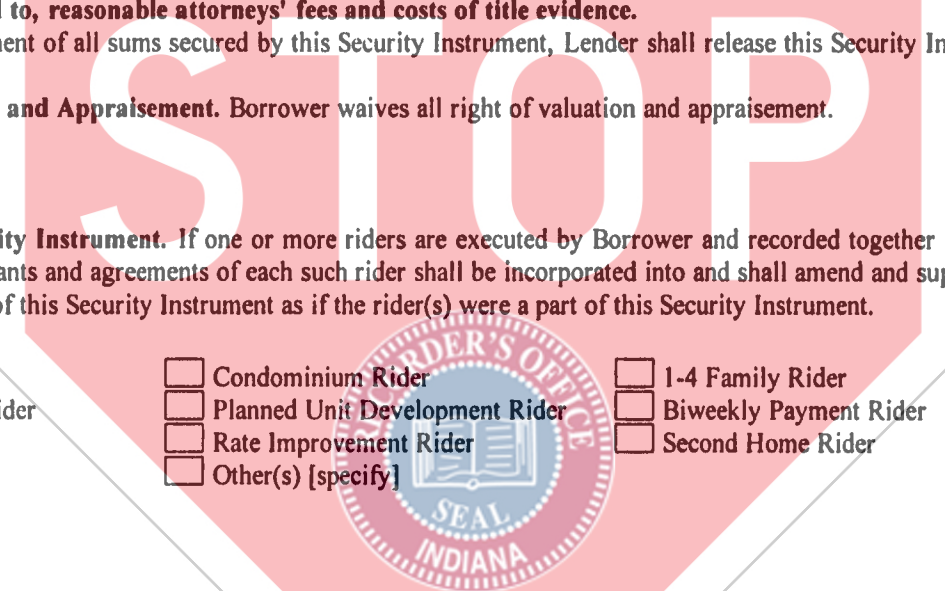 to, reasonable attorneys' fees and costs of title evidence.
ment of all sums secured by this Security Instrument, Lender shall release this Security In
and Appraisement. Borrower waives all right of valuation and appraisement.
STOP
ity Instrument. If one or more riders are executed by Borrower and recorded together
ants and agreements of each such rider shall be incorporated into and shall amend and sup
of this Security Instrument as if the rider(s) were a part of this Security Instrument.
RECORDER'S OFFICE
Condominium Rider 1-4 Family Rider
ider Planned Unit Development Rider Biweekly Payment Rider
Rate Improvement Rider Second Home Rider
Other(s) [specify]
SEAL
INDIANA